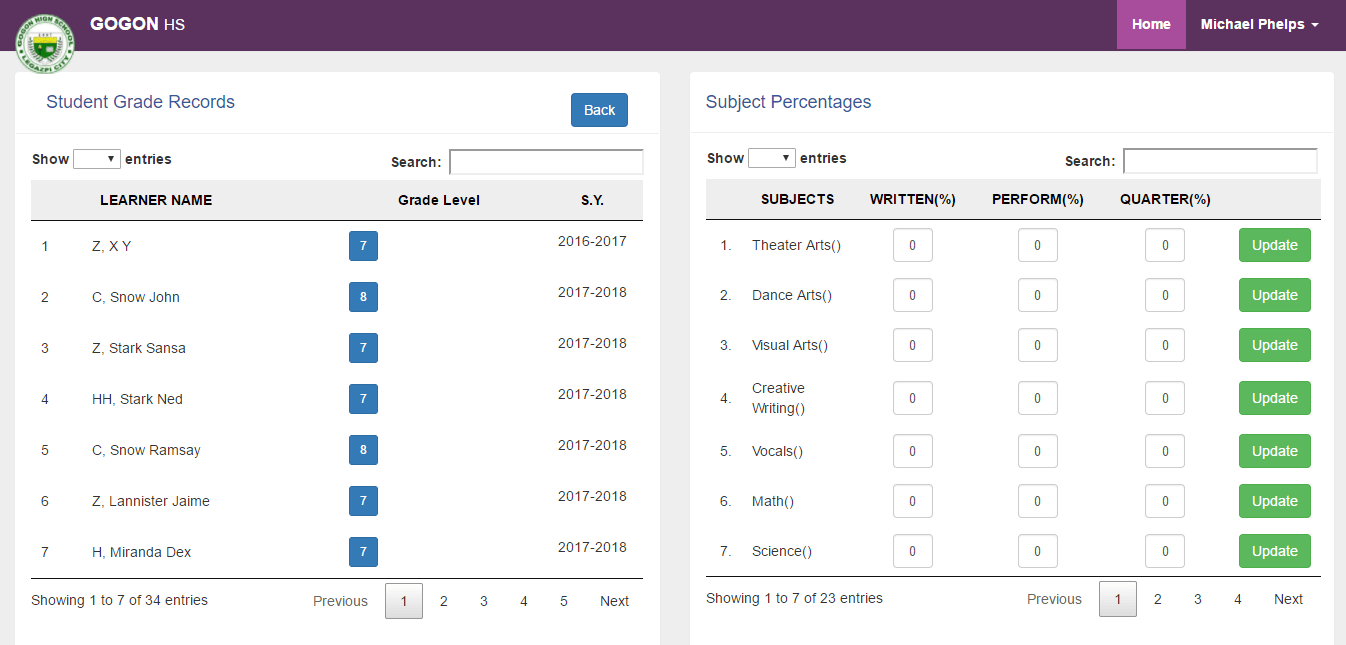 GOGON HIGH SCHOOL
LEGAZPI CITY
GOGON HS
Home
Michael Phelps
Student Grade Records
Back
Show entries
Search:
LEARNER NAME Grade Level S.Y.
1 Z, X Y 7 2016-2017
2 C, Snow John 8 2017-2018
3 Z, Stark Sansa 7 2017-2018
4 HH, Stark Ned 7 2017-2018
5 C, Snow Ramsay 8 2017-2018
6 Z, Lannister Jaime 7 2017-2018
7 H, Miranda Dex 7 2017-2018
Showing 1 to 7 of 34 entries
Previous 1 2 3 4 5 Next
Subject Percentages
Show entries
Search:
SUBJECTS WRITTEN(%) PERFORM(%) QUARTER(%)
1. Theater Arts() 0 0 0 Update
2. Dance Arts() 0 0 0 Update
3. Visual Arts() 0 0 0 Update
4. Creative
Writing() 0 0 0 Update
5. Vocals() 0 0 0 Update
6. Math() 0 0 0 Update
7. Science() 0 0 0 Update
Showing 1 to 7 of 23 entries
Previous 1 2 3 4 Next